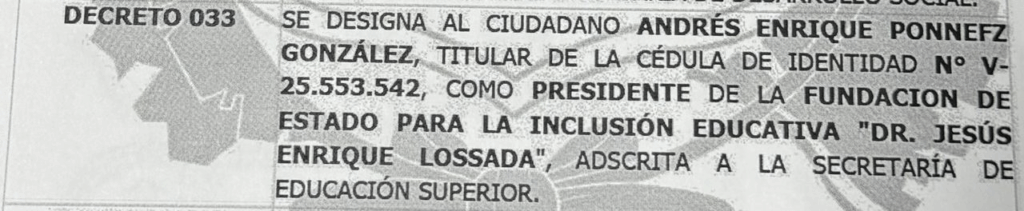 DECRETO 033
SE DESIGNA AL CIUDADANO ANDRÉS ENRIQUE PONNEFZ
GONZÁLEZ, TITULAR DE LA CÉDULA DE IDENTIDAD Nº V-
25.553.542, COMO PRESIDENTE DE LA FUNDACION DE
ESTADO PARA LA INCLUSIÓN EDUCATIVA "DR. JESÚS
ENRIQUE LOSSADA", ADSCRITA A LA SECRETARÍA DE
EDUCACIÓN SUPERIOR.